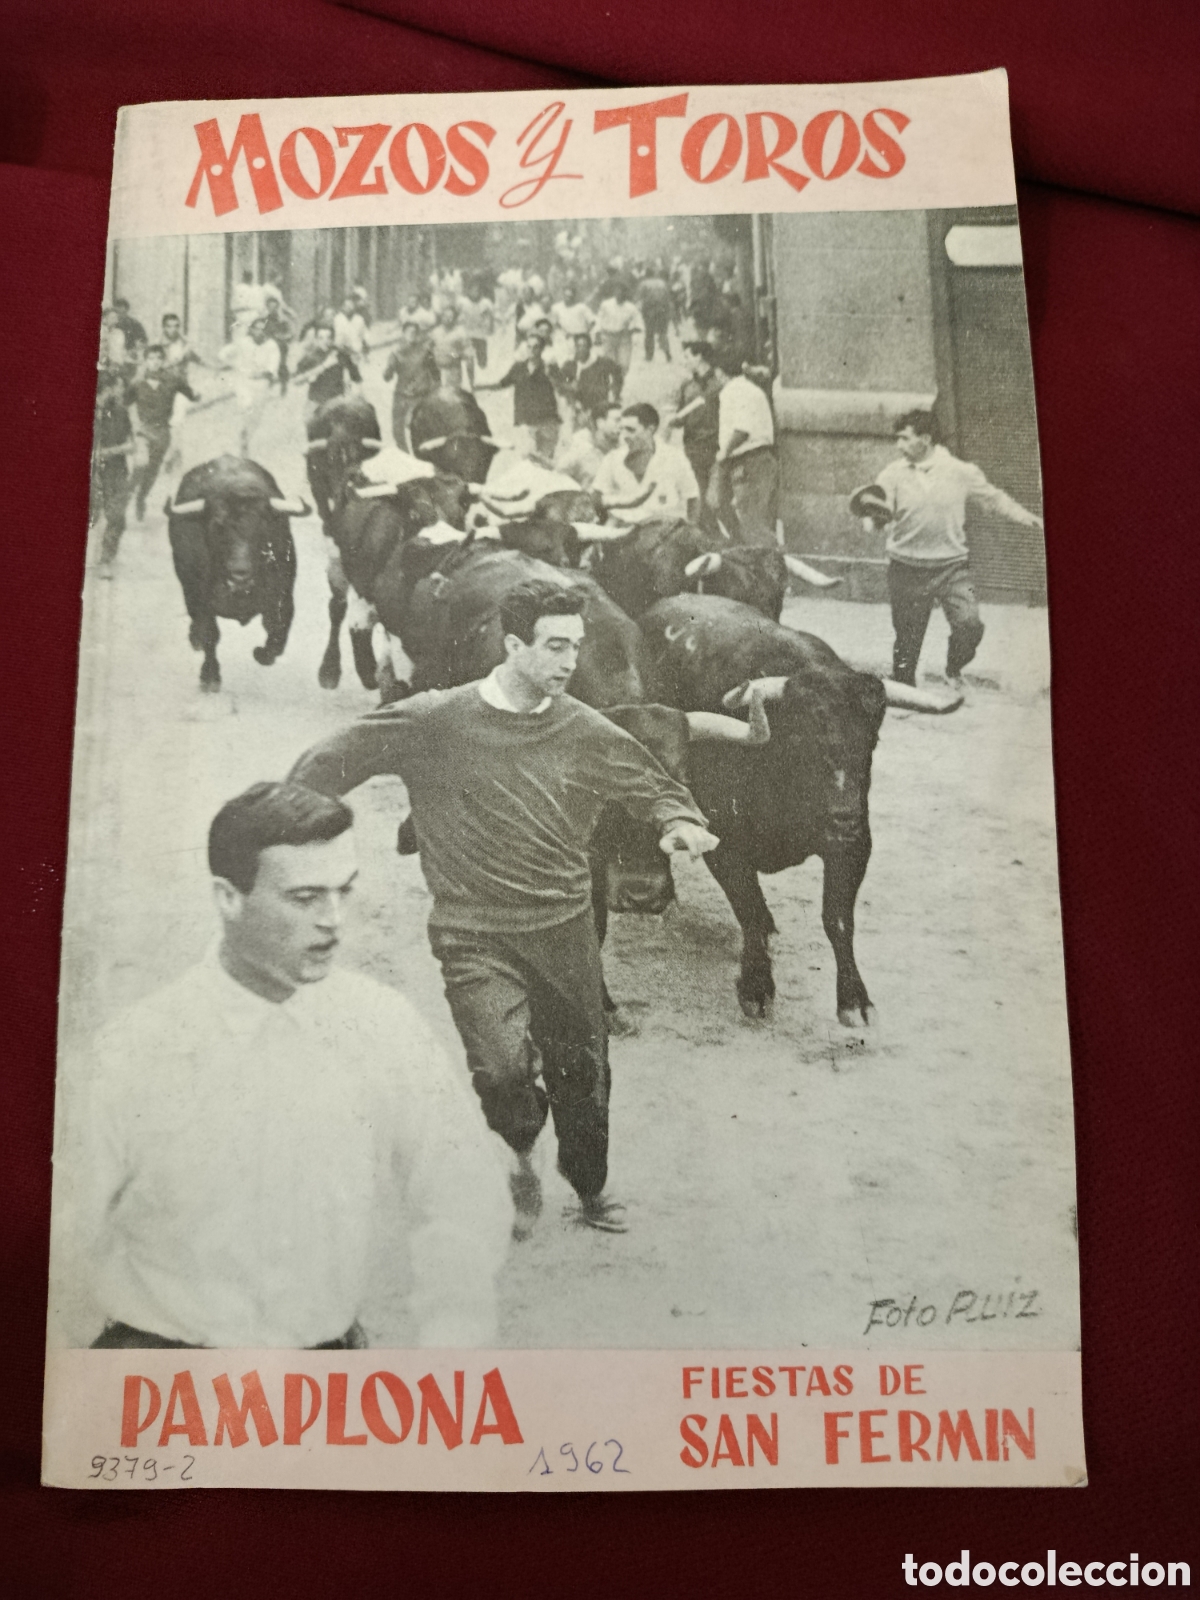 MOZOS Y TOROS
Foto Ruiz
PAMPLONA
FIESTAS DE
SAN FERMIN
9379-2
1962
todocoleccion